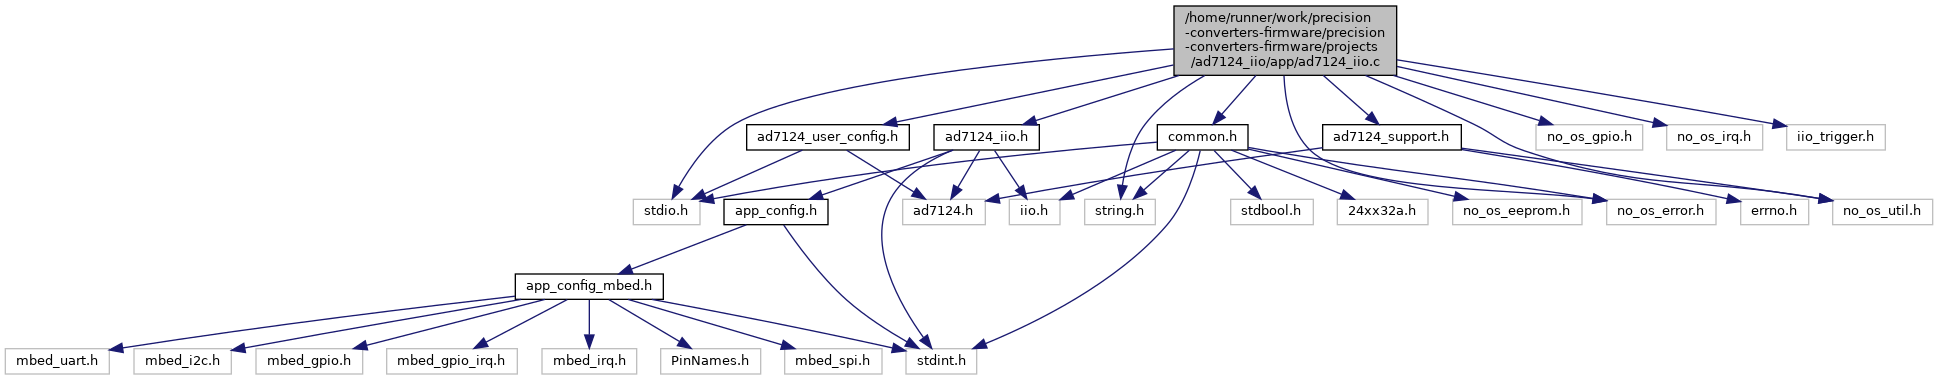 /home/runner/work/precision
-converters-firmware/precision
-converters-firmware/projects
/ad7124_iio/app/ad7124_iio.c
ad7124_user_config.h
ad7124_iio.h
common.h
ad7124_support.h
no_os_gpio.h
no_os_irq.h
iio_trigger.h
stdio.h
app_config.h
ad7124.h
iio.h
string.h
stdbool.h
24xx32a.h
no_os_eeprom.h
no_os_error.h
errno.h
no_os_util.h
app_config_mbed.h
mbed_uart.h
mbed_i2c.h
mbed_gpio.h
mbed_gpio_irq.h
mbed_irq.h
PinNames.h
mbed_spi.h
stdint.h